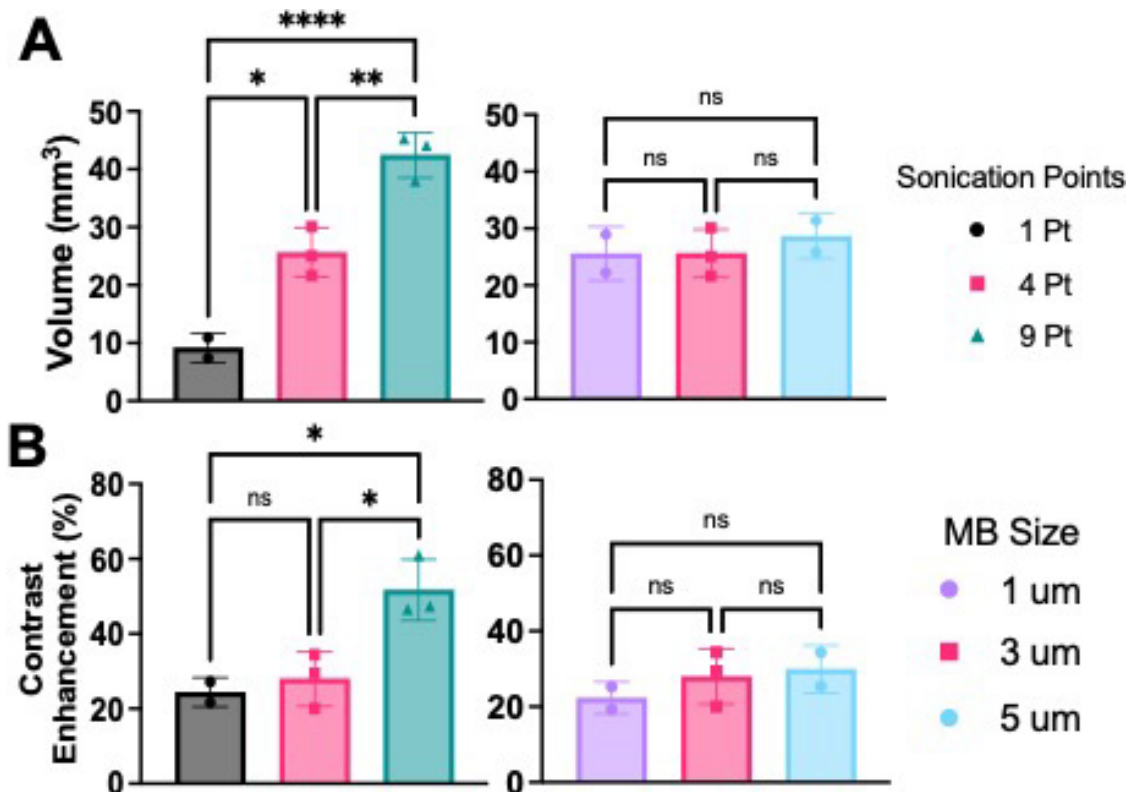 A
****
* **
Volume (mm³)
50
40
30
20
10
0
ns
ns ns
50
40
30
20
10
0
Sonication Points
1 Pt
4 Pt
9 Pt
B
*
ns *
Contrast
Enhancement (%)
80
60
40
20
0
ns
ns ns
80
60
40
20
0
MB Size
1 um
3 um
5 um